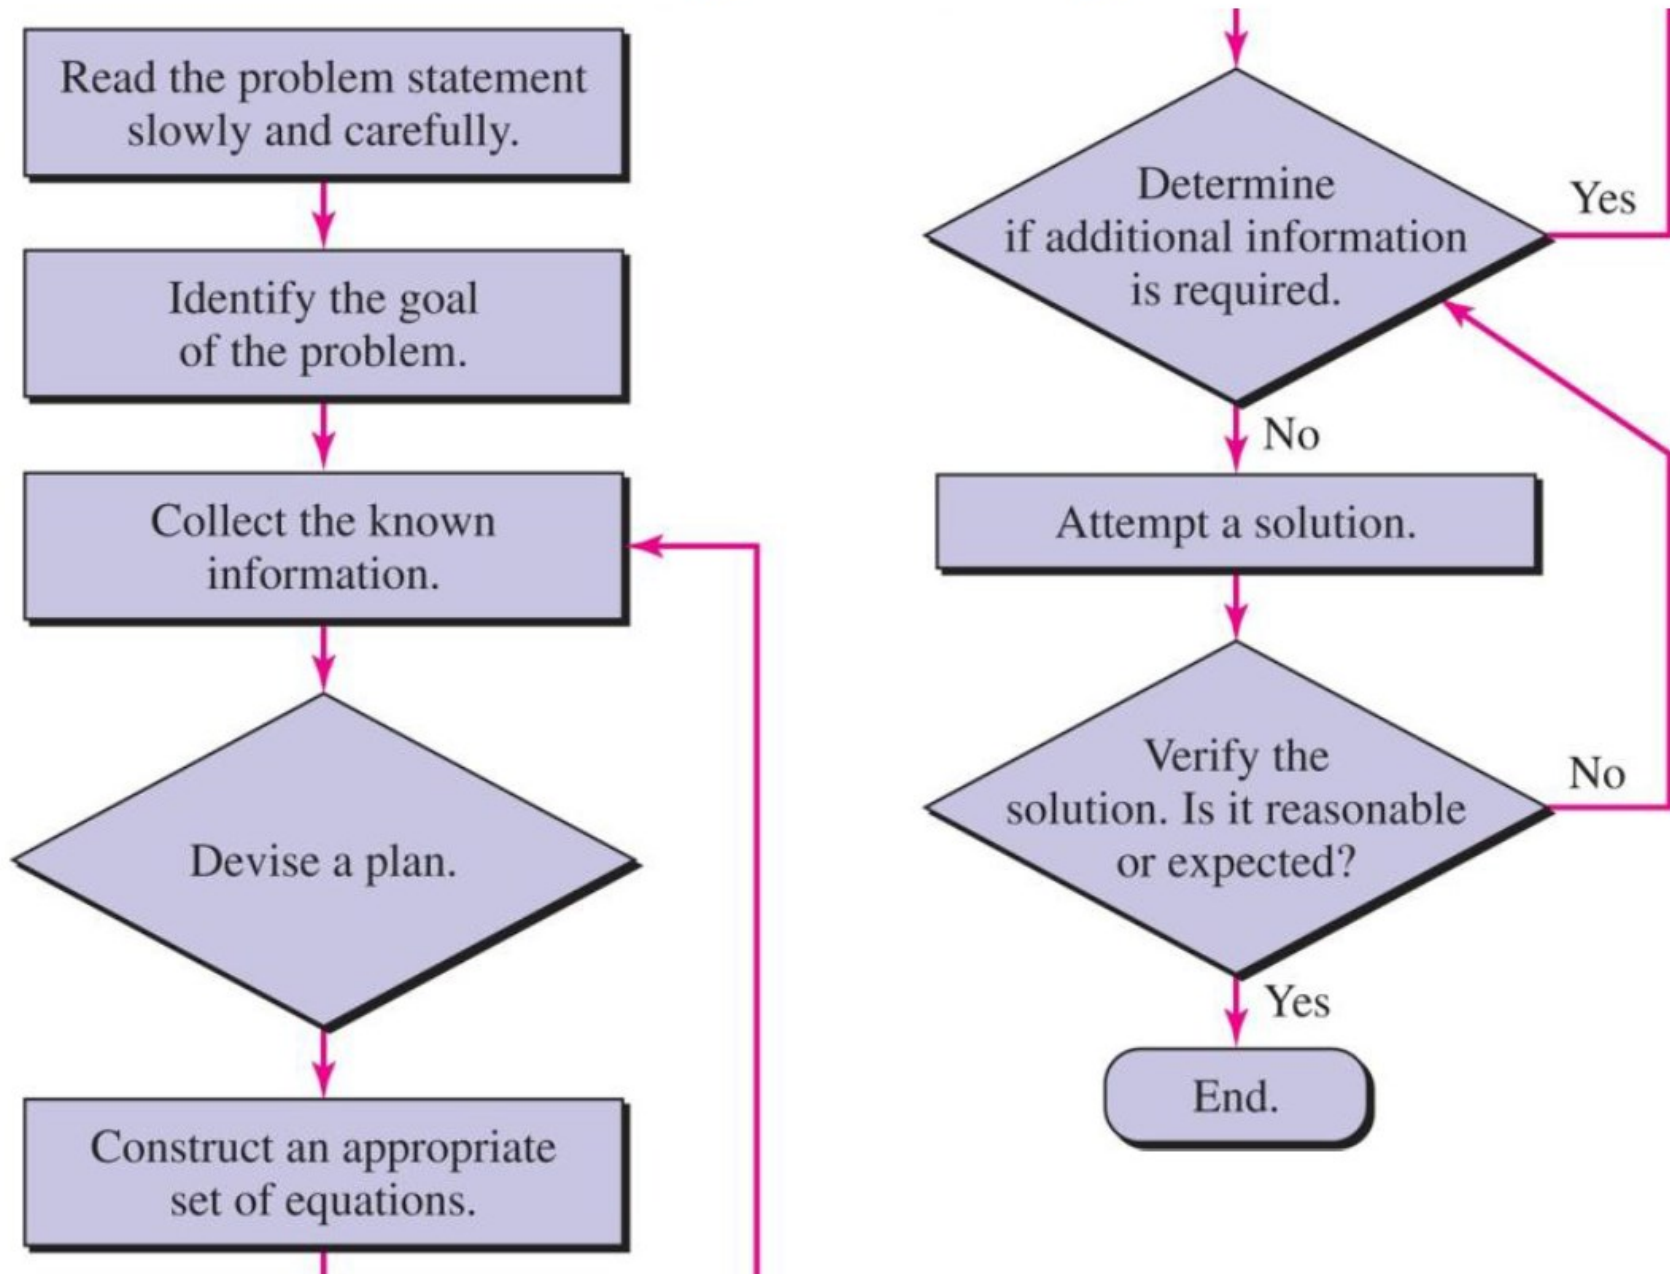 Read the problem statement
slowly and carefully.
Identify the goal
of the problem.
Collect the known
information.
Devise a plan.
Construct an appropriate
set of equations.
Determine
if additional information
is required.
Yes
No
Attempt a solution.
Verify the
solution. Is it reasonable
or expected?
No
Yes
End.